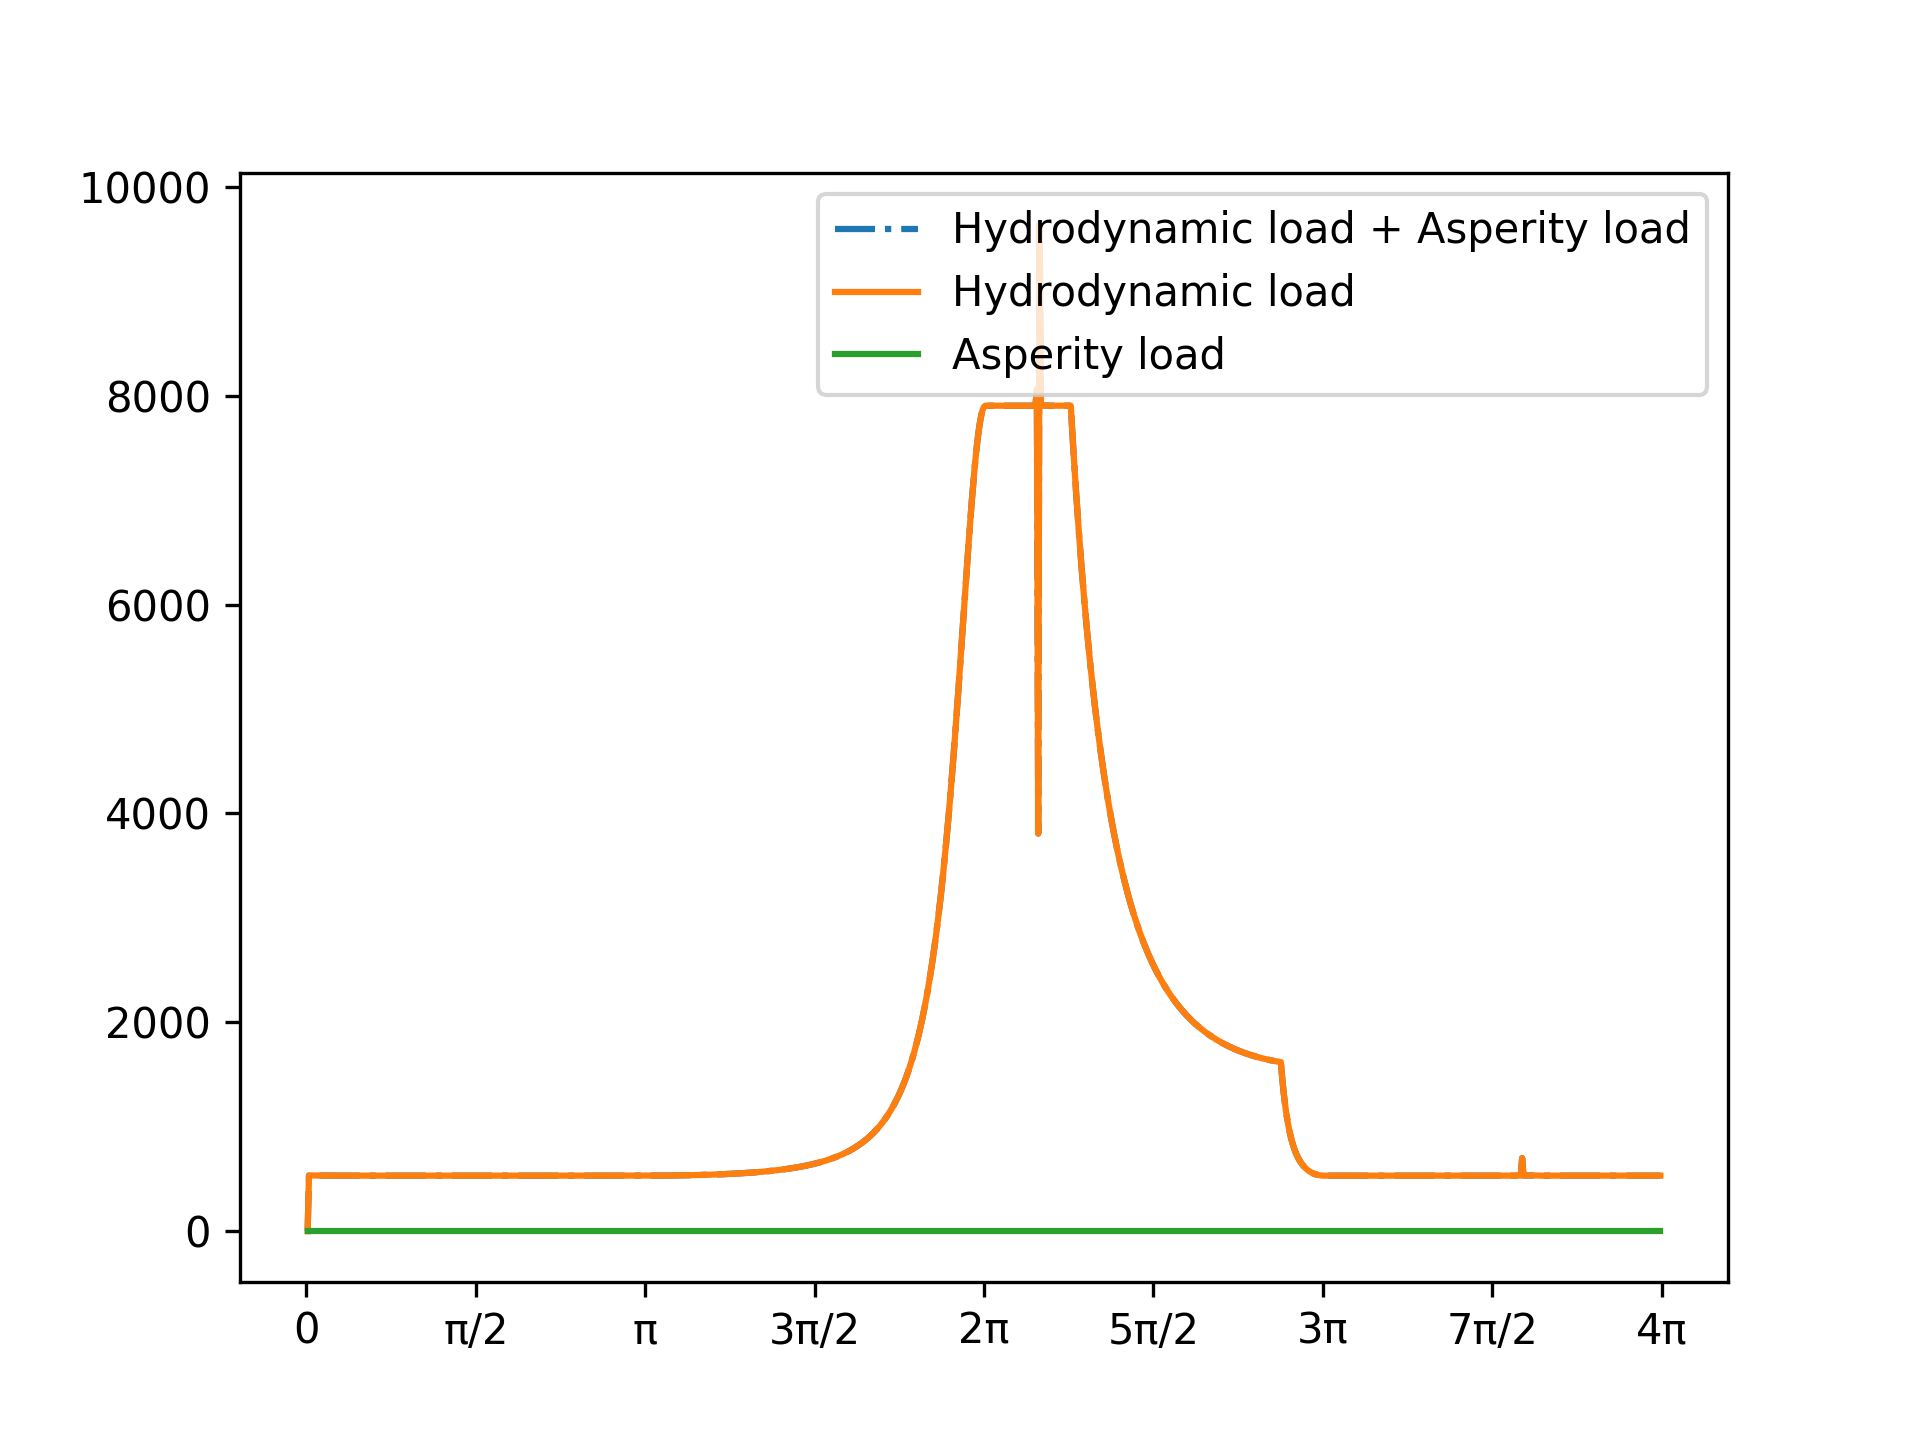 10000
8000
6000
4000
2000
0
Hydrodynamic load + Asperity load
Hydrodynamic load
Asperity load
0 π/2 π 3π/2 2π 5π/2 3π 7π/2 4π